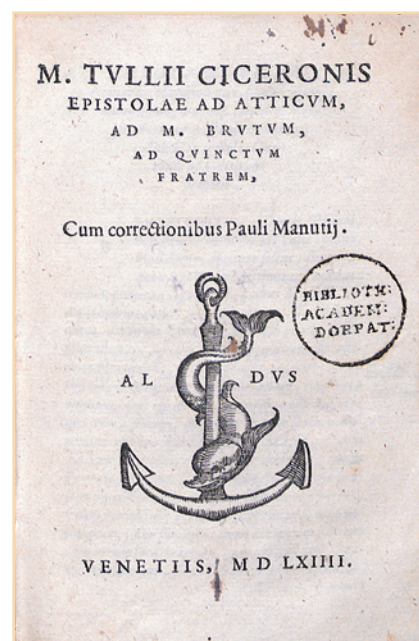 M. TVLLII CICERONIS
EPISTOLAE AD ATTICVM,
AD M. BRVTVM,
AD QVINCTVM
FRATREM,
Cum correctionibus Pauli Manutij.
BIBLIOTH:
ACADEM:
DORPAT:
AL DVS
VENETIIS, M D LXIIII.